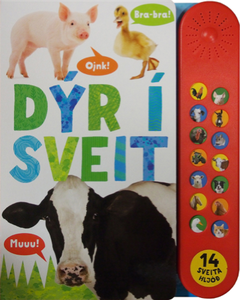 Bra-bra!
Ojnk!
DÝR Í
SVEIT
Muuu!
14
SVEITA
HLJÓÐ